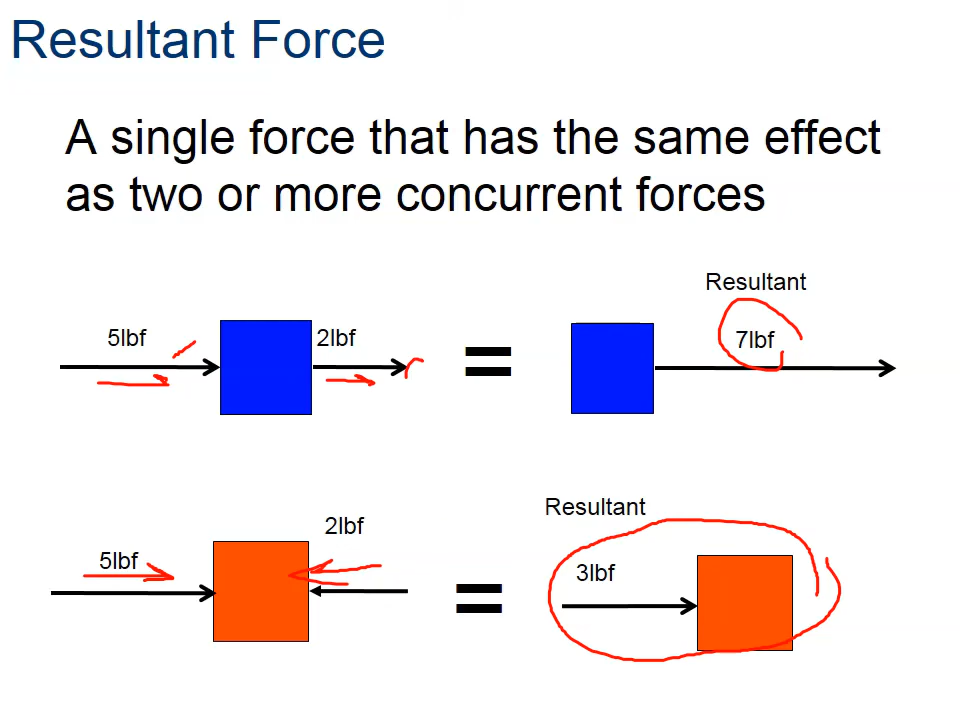 Resultant Force
A single force that has the same effect
as two or more concurrent forces
Resultant
5lbf
2lbf
=
7lbf
Resultant
2lbf
5lbf
=
3lbf